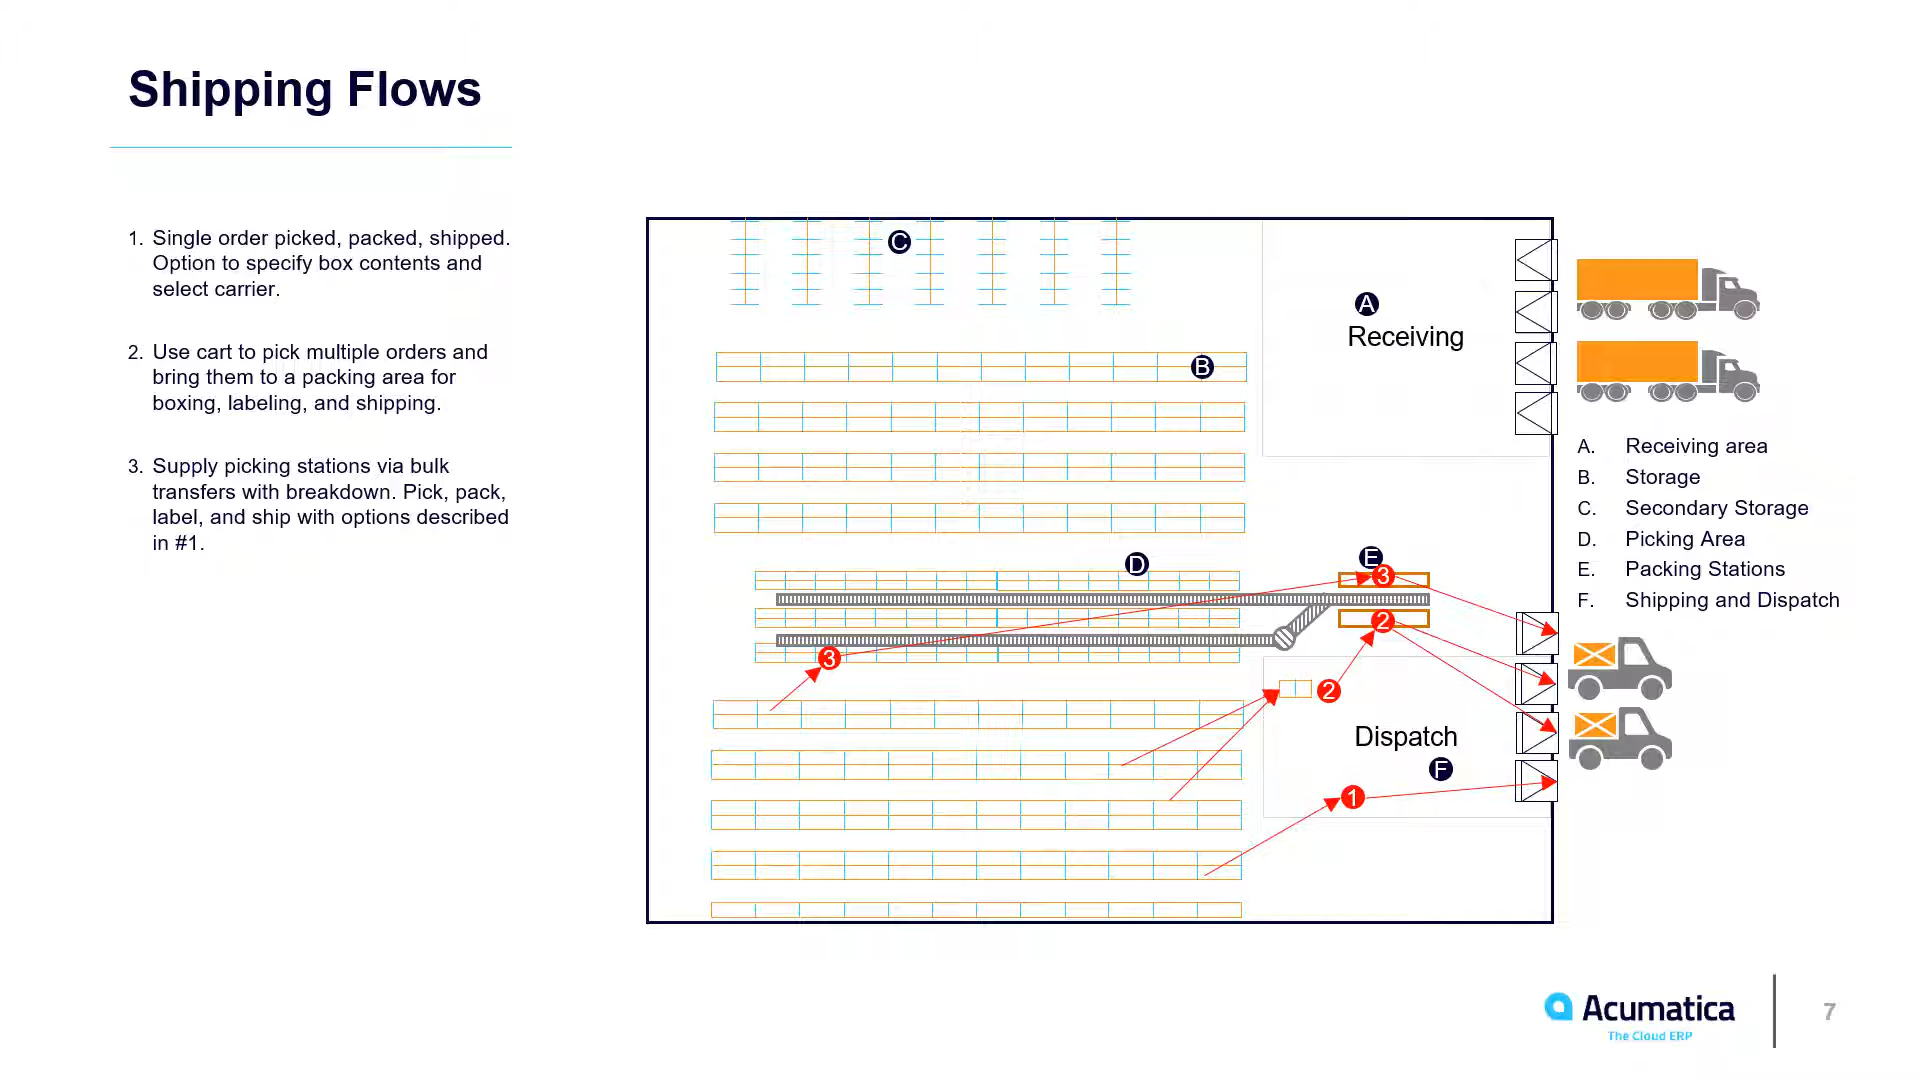 Shipping Flows
1. Single order picked, packed, shipped.
Option to specify box contents and
select carrier.
2. Use cart to pick multiple orders and
bring them to a packing area for
boxing, labeling, and shipping.
3. Supply picking stations via bulk
transfers with breakdown. Pick, pack,
label, and ship with options described
in #1.
C
A
Receiving
B
D
E
3
2
3
2
Dispatch
F
1
A. Receiving area
B. Storage
C. Secondary Storage
D. Picking Area
E. Packing Stations
F. Shipping and Dispatch
Acumatica
The Cloud ERP
7